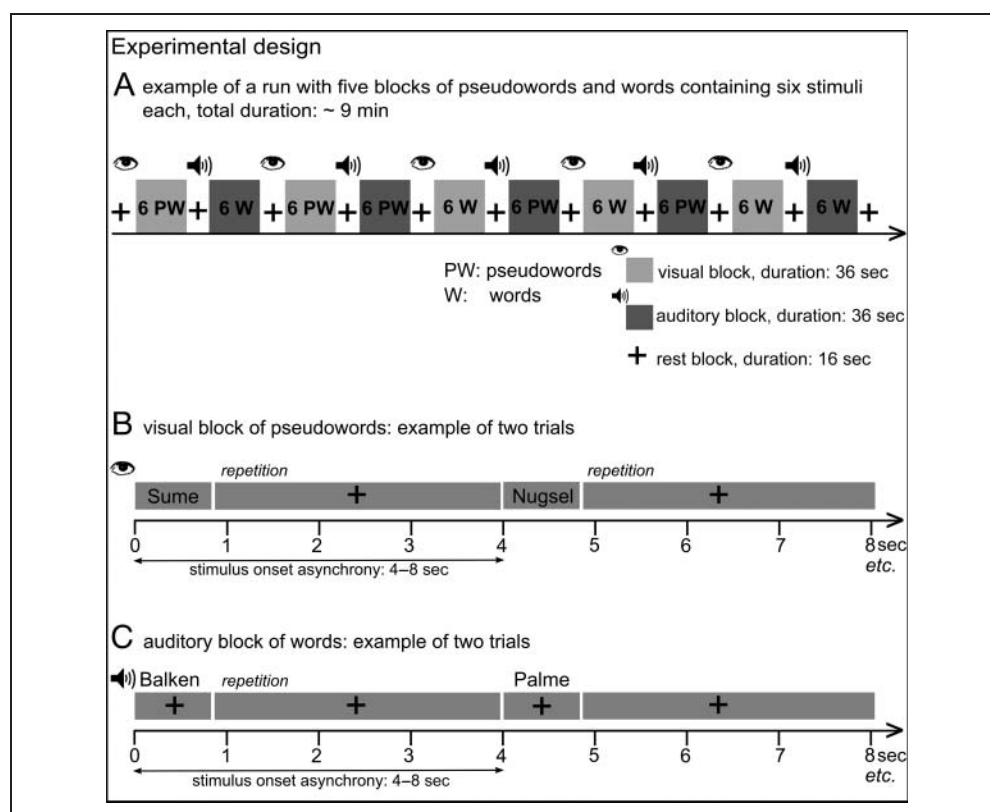 Experimental design
A example of a run with five blocks of pseudowords and words containing six stimuli
each, total duration: ~ 9 min
+ 6 PW + 6 W + 6 PW + 6 PW + 6 W + 6 PW + 6 W + 6 PW + 6 W + 6 W +
PW: pseudowords
W: words
visual block, duration: 36 sec
auditory block, duration: 36 sec
+ rest block, duration: 16 sec
B visual block of pseudowords: example of two trials
repetition repetition
Sume + Nugsel +
0 1 2 3 4 5 6 7 8 sec
stimulus onset asynchrony: 4–8 sec etc.
C auditory block of words: example of two trials
Balken repetition Palme
+ + + +
0 1 2 3 4 5 6 7 8 sec
stimulus onset asynchrony: 4–8 sec etc.